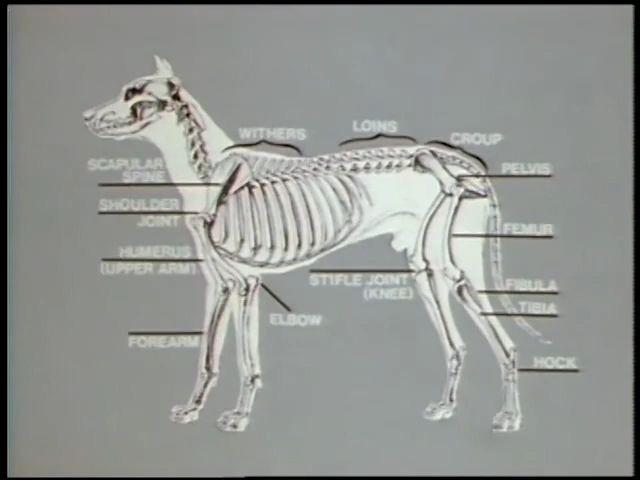 WITHERS
LOINS
CROUP
SCAPULAR
SPINE
PELVIS
SHOULDER
JOINT
FEMUR
HUMERUS
(UPPER ARM)
STIFLE JOINT
(KNEE)
FIBULA
TIBIA
ELBOW
FOREARM
HOCK